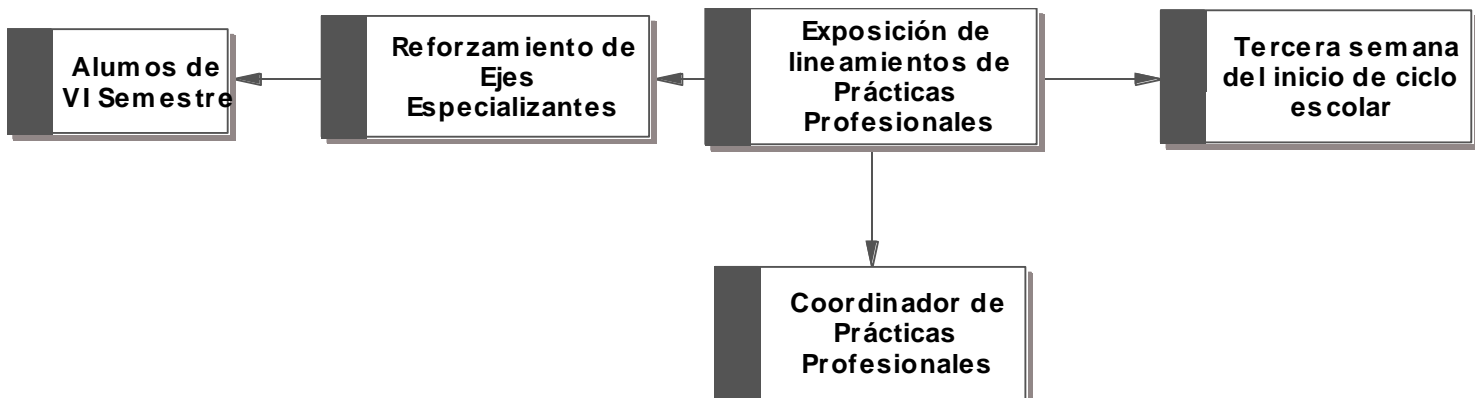 Alumos de
VI Semestre
Reforzamiento de
Ejes
Especializantes
Exposición de
lineamientos de
Prácticas
Profesionales
Tercera semana
del inicio de ciclo
escolar
Coordinador de
Prácticas
Profesionales